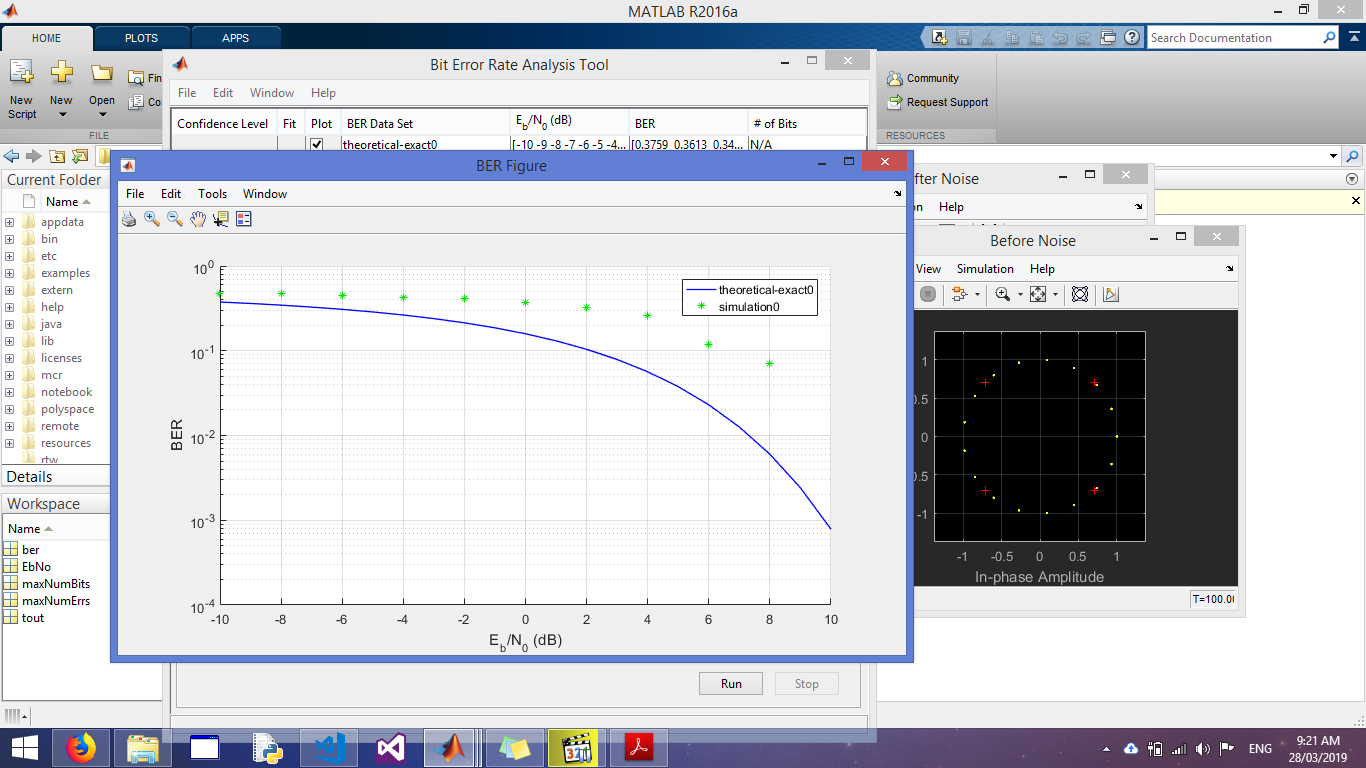 MATLAB R2016a
HOME PLOTS APPS
Search Documentation
New Script
New
Open
Fin
Co
FILE
Community
Request Support
RESOURCES
Bit Error Rate Analysis Tool
File Edit Window Help
Confidence Level Fit Plot BER Data Set Eb/N0 (dB) BER # of Bits
theoretical-exact0 [-10 -9 -8 -7 -6 -5 -4... [0.3759 0.3613 0.34... N/A
Current Folder
Name
appdata
bin
etc
examples
extern
help
java
lib
licenses
mcr
notebook
polyspace
remote
resources
rtw
Details
Workspace
Name
ber
EbNo
maxNumBits
maxNumErrs
tout
BER Figure
File Edit Tools Window
10^0
10^-1
10^-2
10^-3
10^-4
BER
-10 -8 -6 -4 -2 0 2 4 6 8 10
Eb/N0 (dB)
theoretical-exact0
simulation0
Run Stop
fter Noise
n Help
Before Noise
View Simulation Help
1
0.5
0
0.5
-1
-1 -0.5 0 0.5 1
In-phase Amplitude
T=100.0
ENG
9:21 AM
28/03/2019